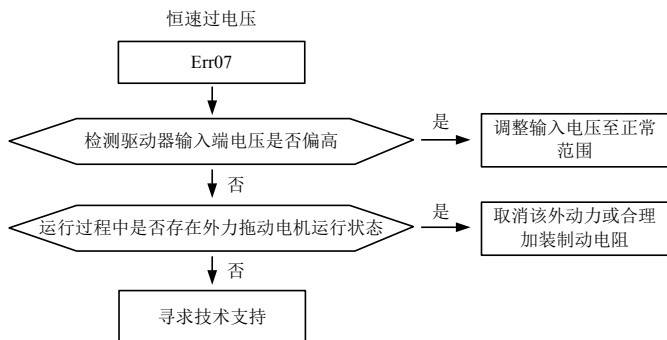 恒速过电压
Err07
检测驱动器输入端电压是否偏高
是
调整输入电压至正常
范围
否
运行过程中是否存在外力拖动电机运行状态
是
取消该外动力或合理
加装制动电阻
否
寻求技术支持